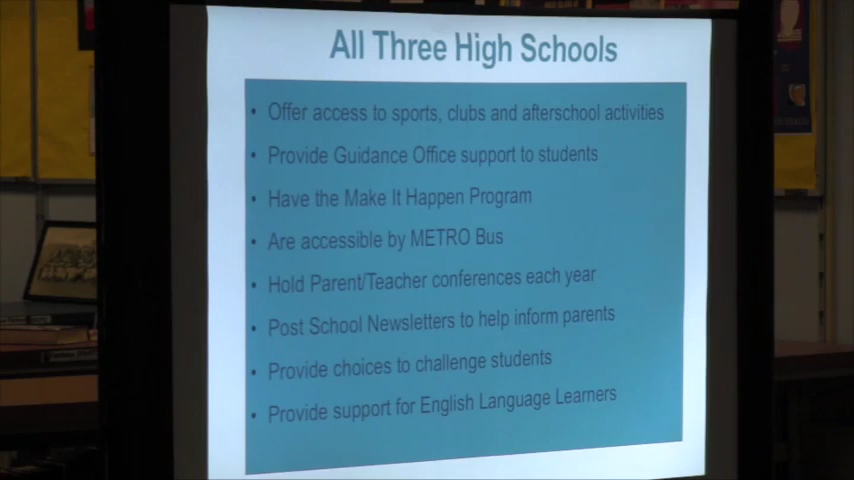 All Three High Schools
• Offer access to sports, clubs and afterschool activities
• Provide Guidance Office support to students
• Have the Make It Happen Program
• Are accessible by METRO Bus
• Hold Parent/Teacher conferences each year
• Post School Newsletters to help inform parents
• Provide choices to challenge students
• Provide support for English Language Learners